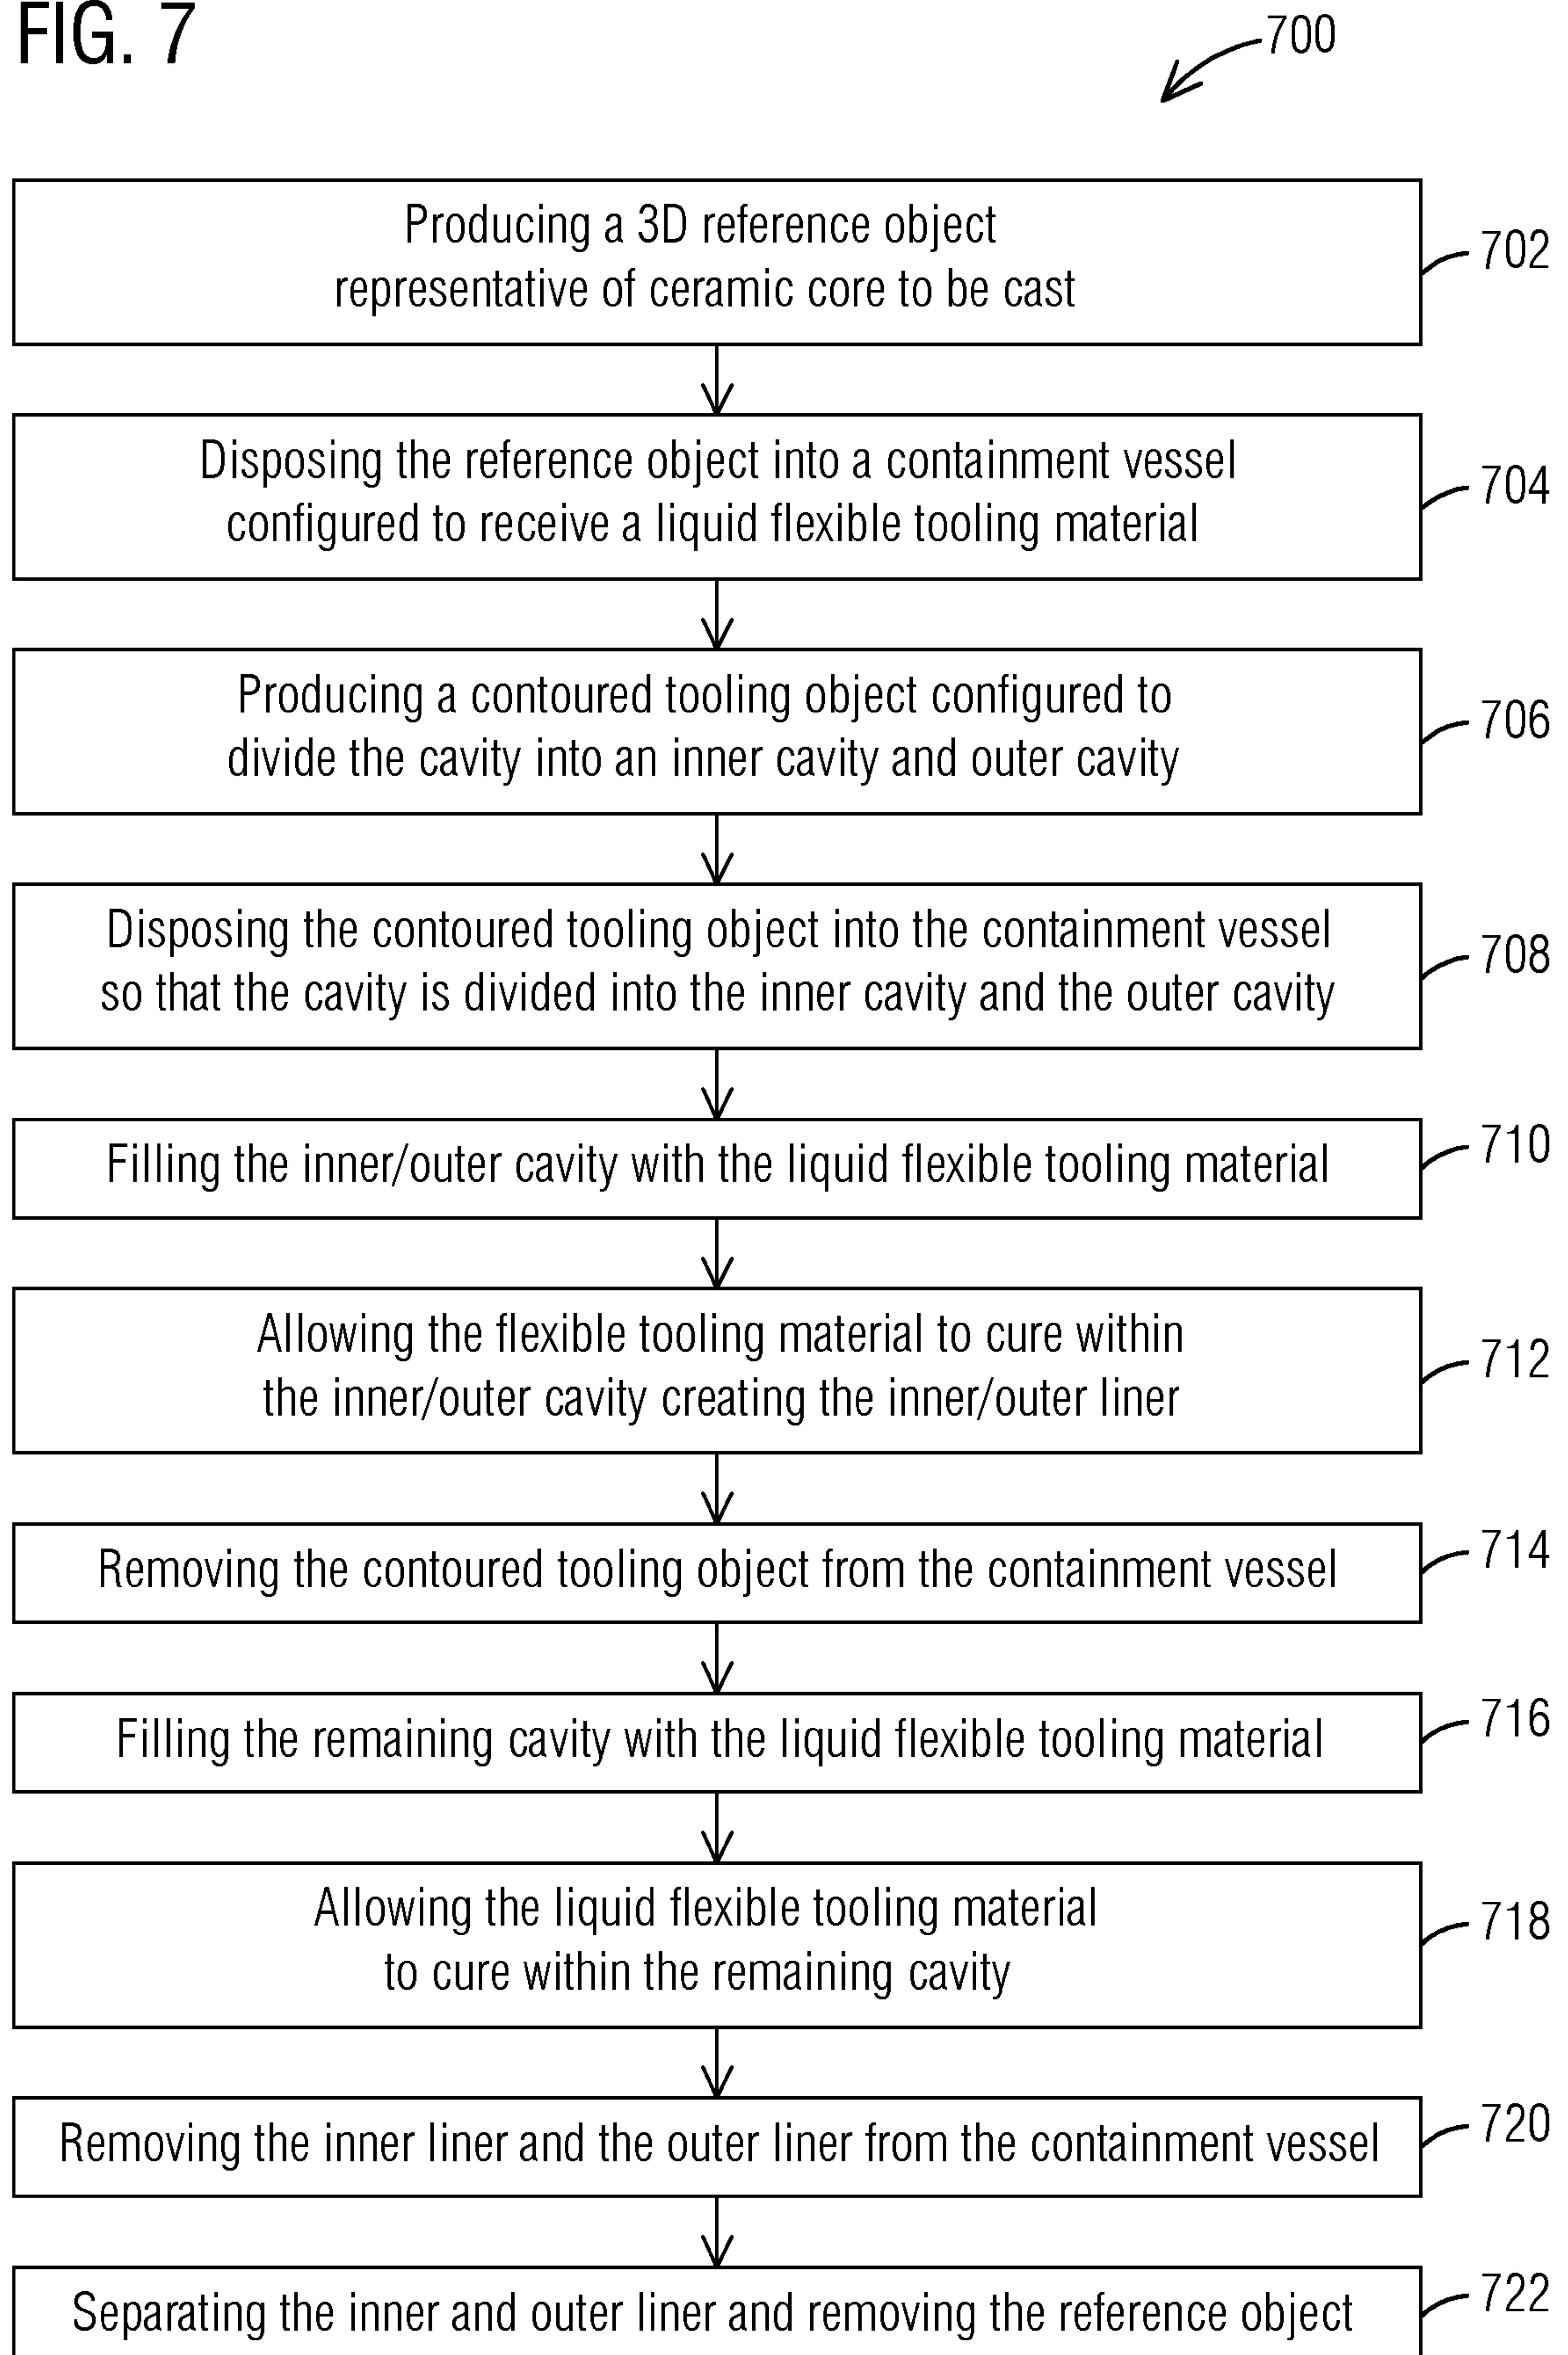 FIG. 7
700
Producing a 3D reference object
representative of ceramic core to be cast
702
Disposing the reference object into a containment vessel
configured to receive a liquid flexible tooling material
704
Producing a contoured tooling object configured to
divide the cavity into an inner cavity and outer cavity
706
Disposing the contoured tooling object into the containment vessel
so that the cavity is divided into the inner cavity and the outer cavity
708
Filling the inner/outer cavity with the liquid flexible tooling material
710
Allowing the flexible tooling material to cure within
the inner/outer cavity creating the inner/outer liner
712
Removing the contoured tooling object from the containment vessel
714
Filling the remaining cavity with the liquid flexible tooling material
716
Allowing the liquid flexible tooling material
to cure within the remaining cavity
718
Removing the inner liner and the outer liner from the containment vessel
720
Separating the inner and outer liner and removing the reference object
722